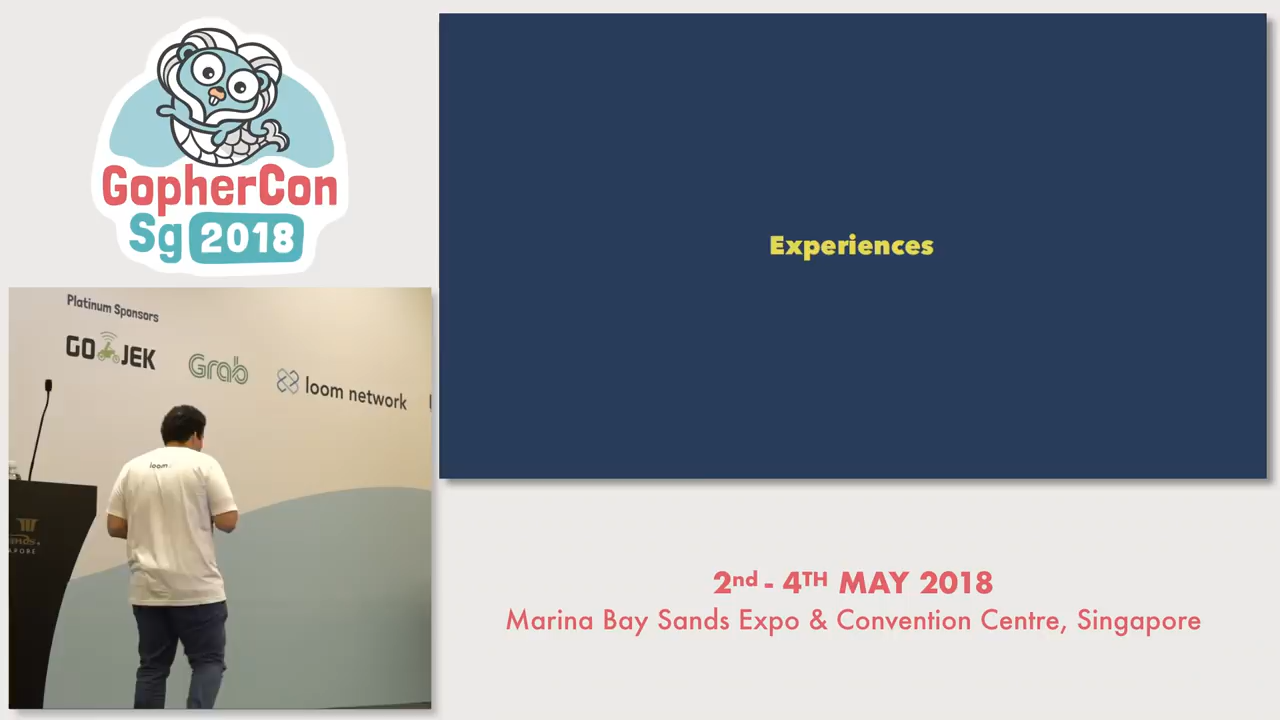 GopherCon
Sg 2018
Experiences
Platinum Sponsors
GO JEK
Grab
loom network
loom
2nd - 4TH MAY 2018
Marina Bay Sands Expo & Convention Centre, Singapore